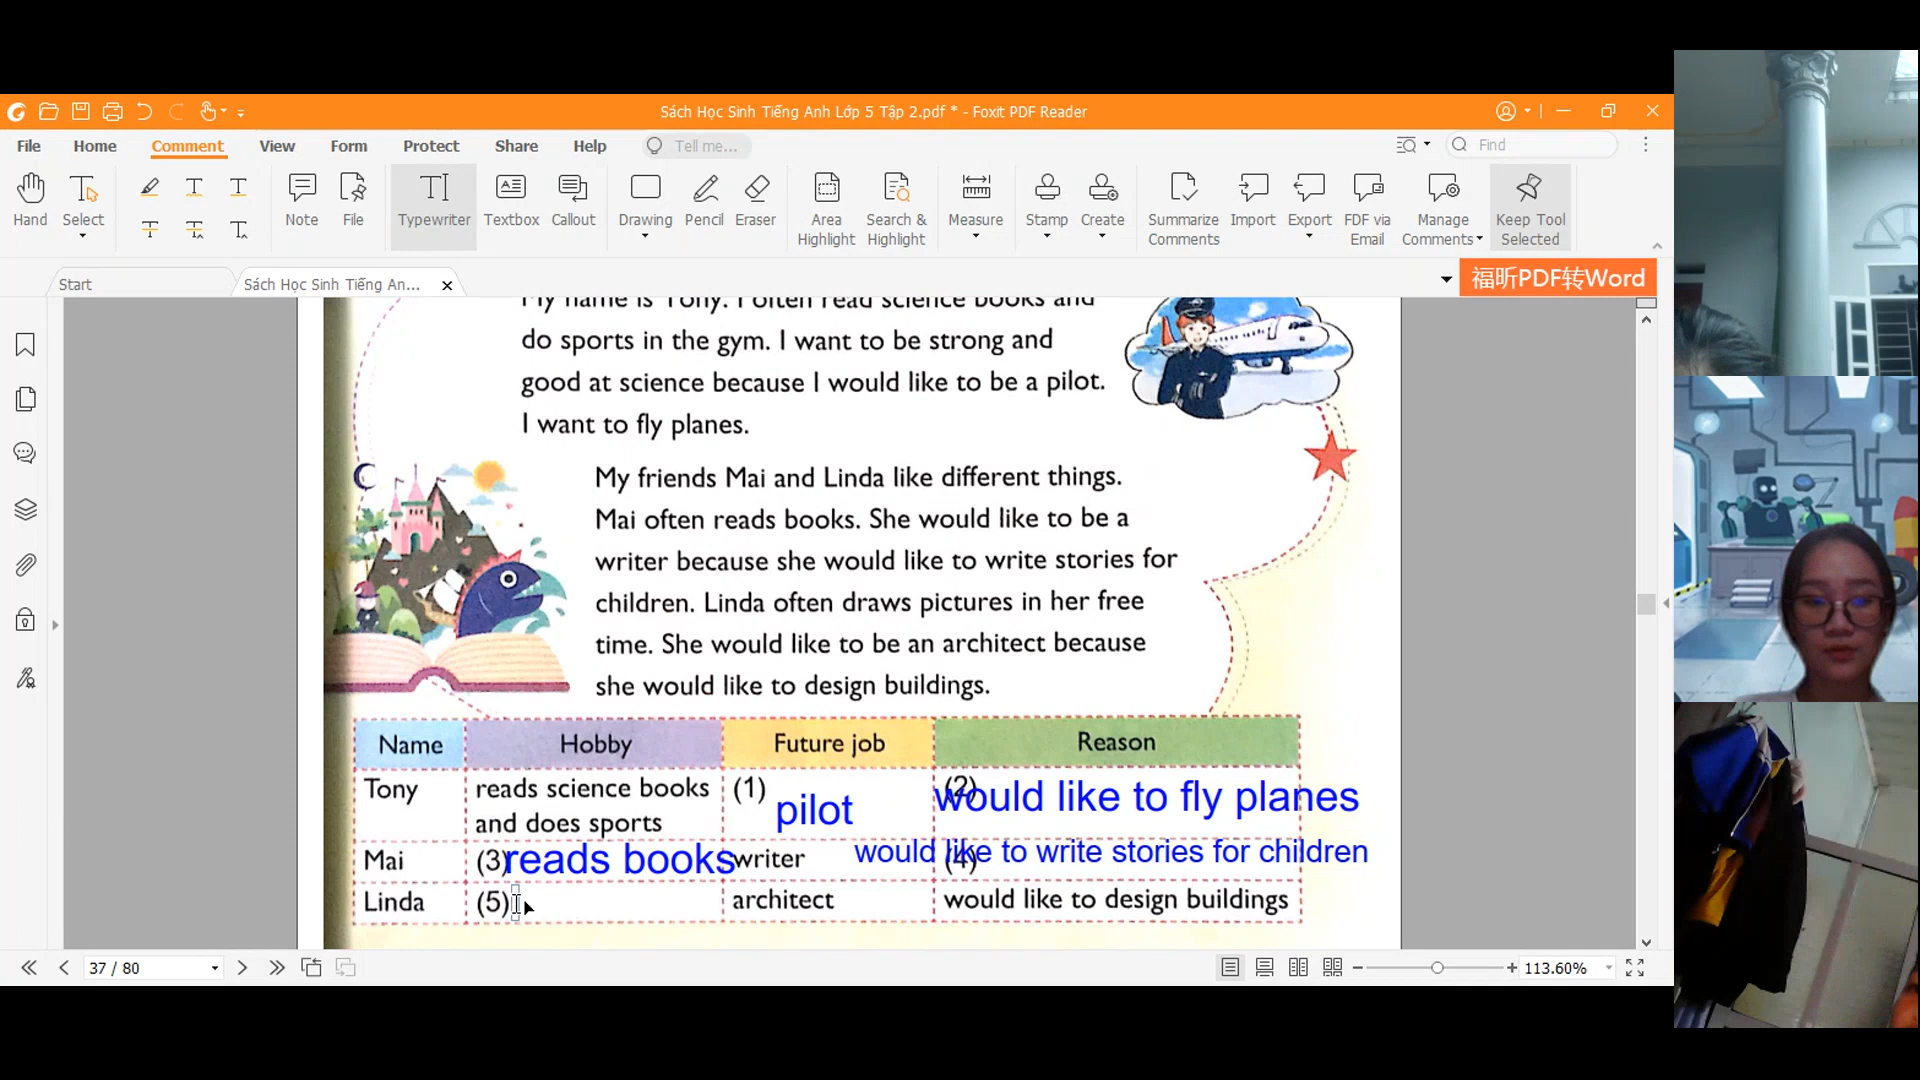 Sách Học Sinh Tiếng Anh Lớp 5 Tập 2.pdf * - Foxit PDF Reader
File Home Comment View Form Protect Share Help Tell me... Find
Hand Select Note File Typewriter Textbox Callout Drawing Pencil Eraser Area Highlight Search & Highlight Measure Stamp Create Summarize Comments Import Export FDF via Email Manage Comments Keep Tool Selected
Start Sách Học Sinh Tiếng An... 福昕PDF转Word
My name is Tony. I often read science books and
do sports in the gym. I want to be strong and
good at science because I would like to be a pilot.
I want to fly planes.
My friends Mai and Linda like different things.
Mai often reads books. She would like to be a
writer because she would like to write stories for
children. Linda often draws pictures in her free
time. She would like to be an architect because
she would like to design buildings.
Name Hobby Future job Reason
Tony reads science books (1) pilot (2) would like to fly planes
and does sports
Mai (3) reads books writer (4) would like to write stories for children
Linda (5) architect would like to design buildings
37 / 80 113.60%